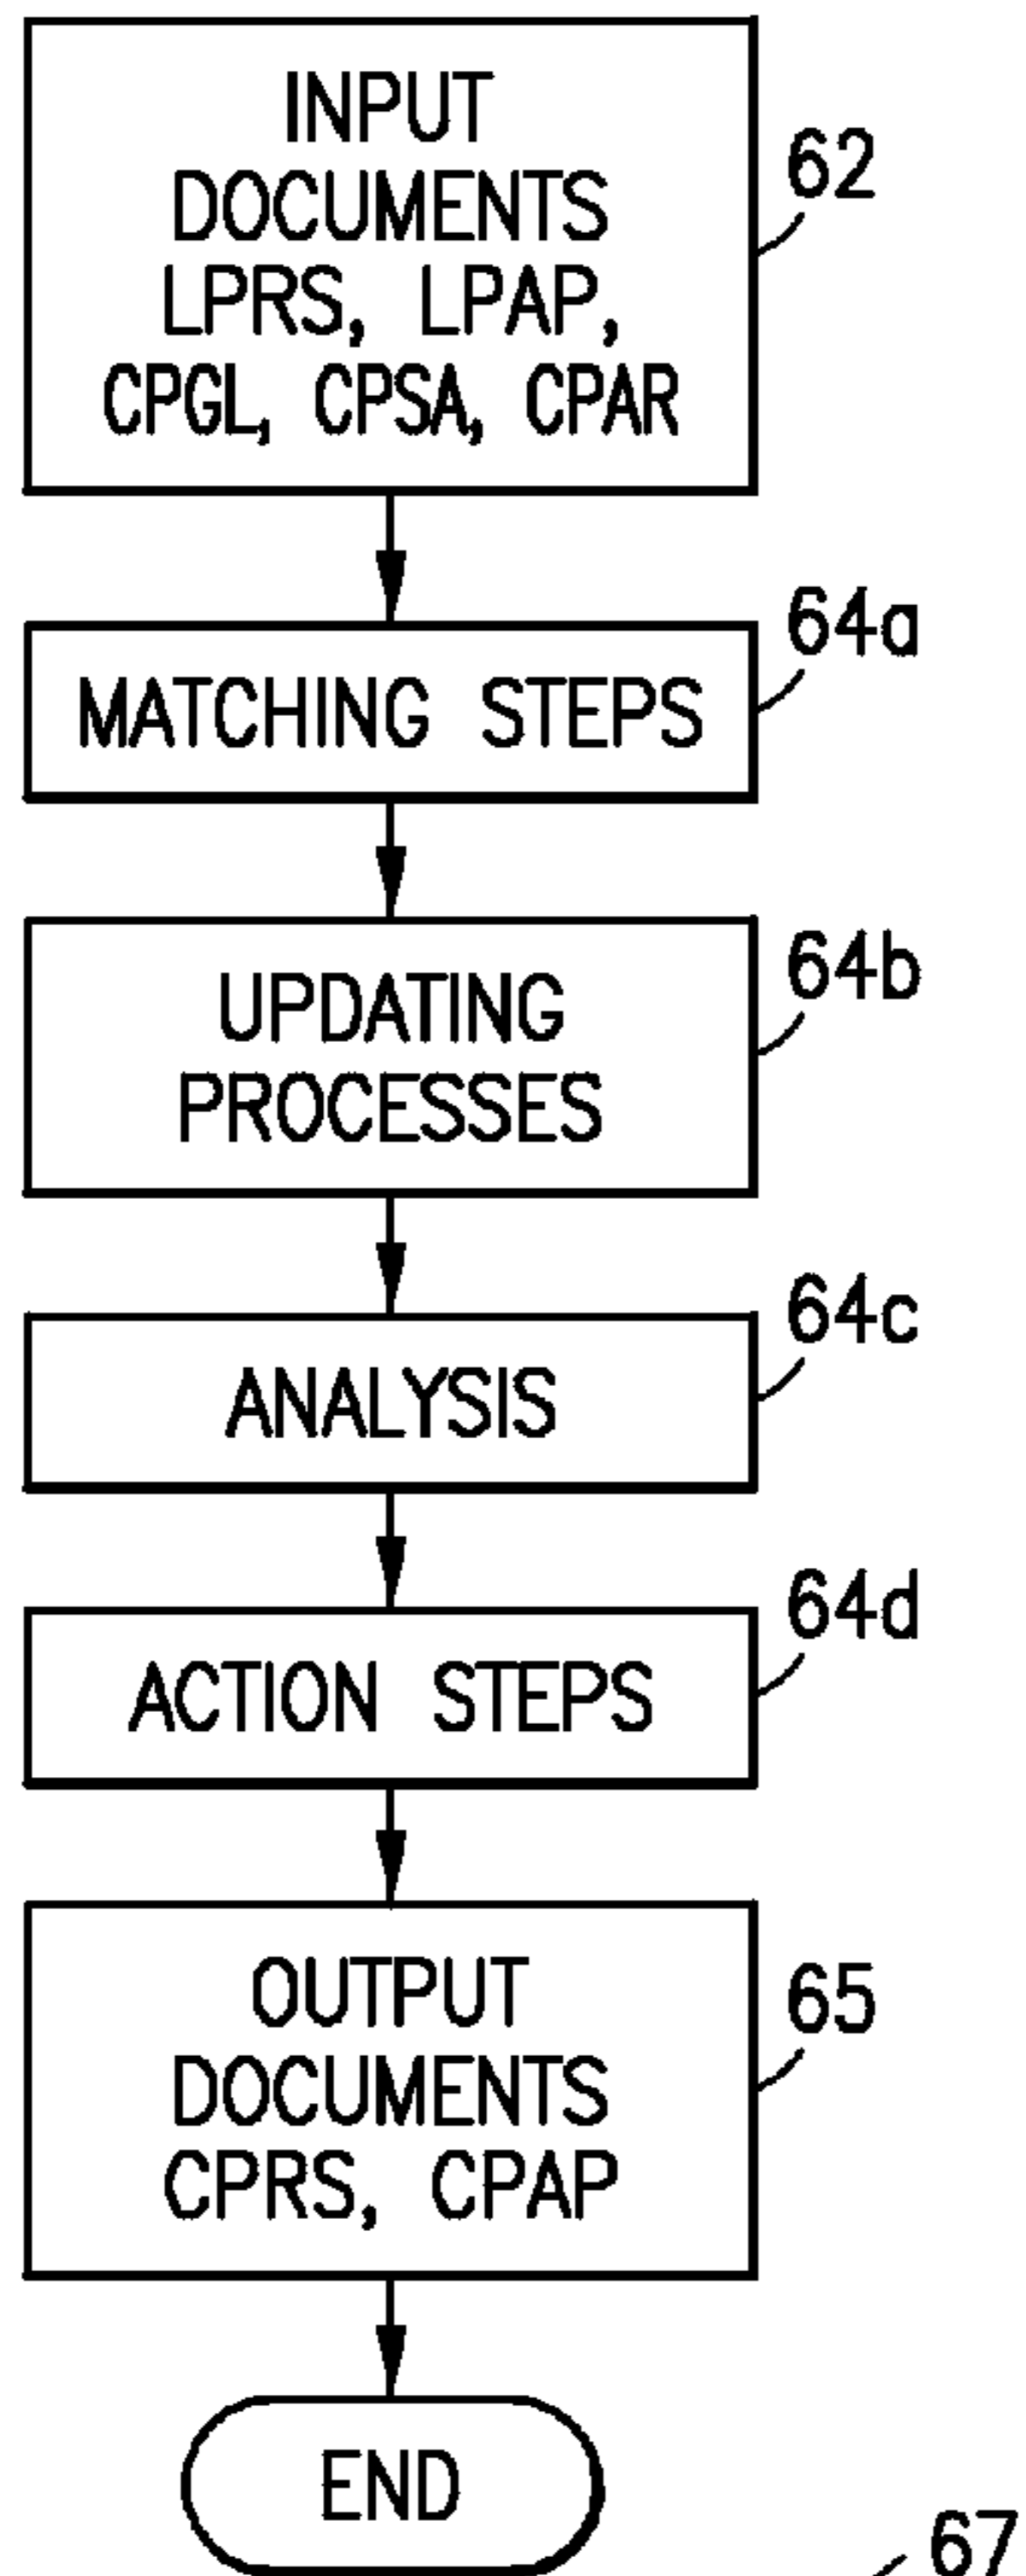 INPUT
DOCUMENTS
LPRS, LPAP,
CPGL, CPSA, CPAR
62
MATCHING STEPS
64a
UPDATING
PROCESSES
64b
ANALYSIS
64c
ACTION STEPS
64d
OUTPUT
DOCUMENTS
CPRS, CPAP
65
END
67